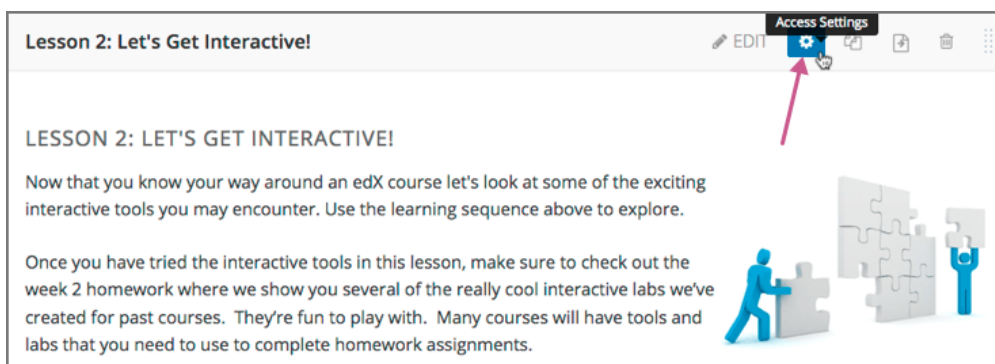 Access Settings
Lesson 2: Let's Get Interactive!
EDIT
LESSON 2: LET'S GET INTERACTIVE!
Now that you know your way around an edX course let's look at some of the exciting
interactive tools you may encounter. Use the learning sequence above to explore.
Once you have tried the interactive tools in this lesson, make sure to check out the
week 2 homework where we show you several of the really cool interactive labs we've
created for past courses.  They're fun to play with.  Many courses will have tools and
labs that you need to use to complete homework assignments.